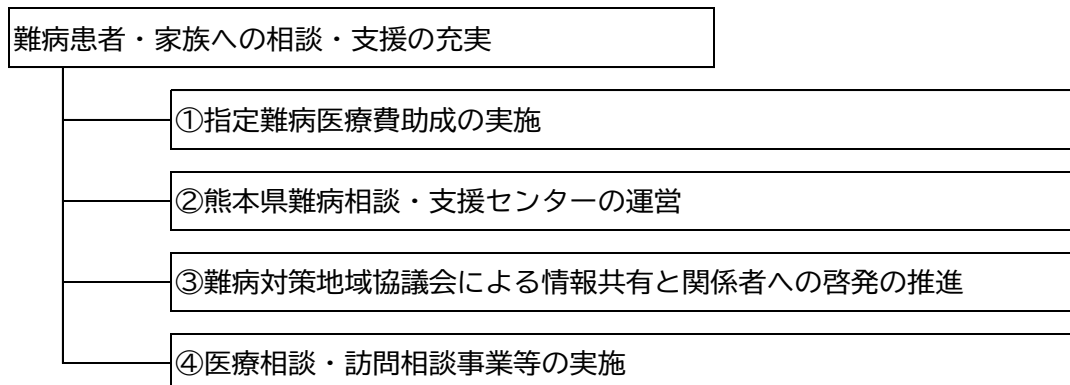 難病患者・家族への相談・支援の充実
①指定難病医療費助成の実施
②熊本県難病相談・支援センターの運営
③難病対策地域協議会による情報共有と関係者への啓発の推進
④医療相談・訪問相談事業等の実施